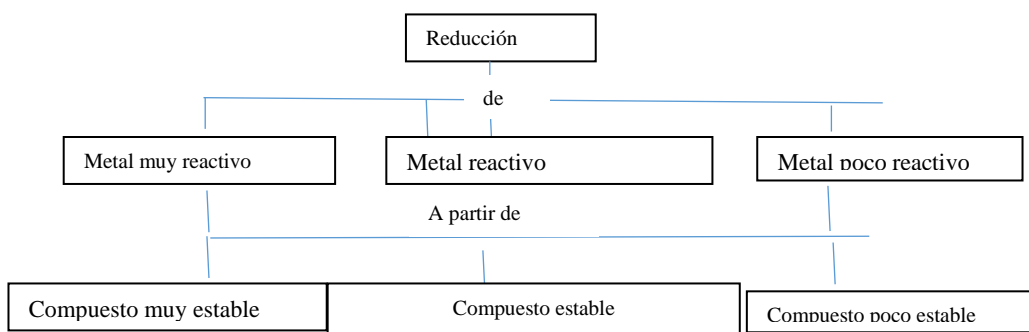 Reducción
de
Metal muy reactivo
Metal reactivo
Metal poco reactivo
A partir de
Compuesto muy estable
Compuesto estable
Compuesto poco estable